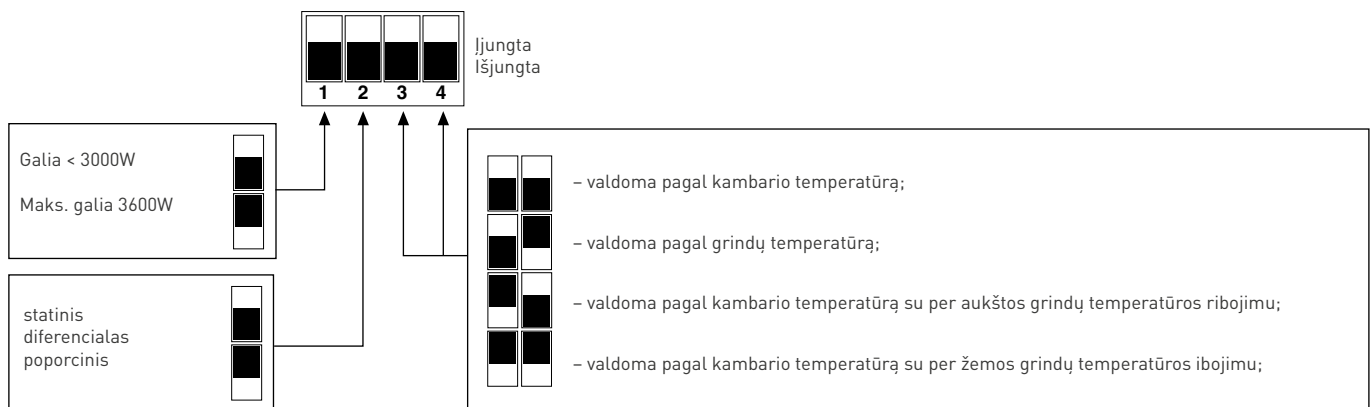 Įjungta
Išjungta
1 2 3 4
Galia < 3000W
Maks. galia 3600W
statinis
diferencialas
poporcinis
– valdoma pagal kambario temperatūrą;
– valdoma pagal grindų temperatūrą;
– valdoma pagal kambario temperatūrą su per aukštos grindų temperatūros ribojimu;
– valdoma pagal kambario temperatūrą su per žemos grindų temperatūros ibojimu;